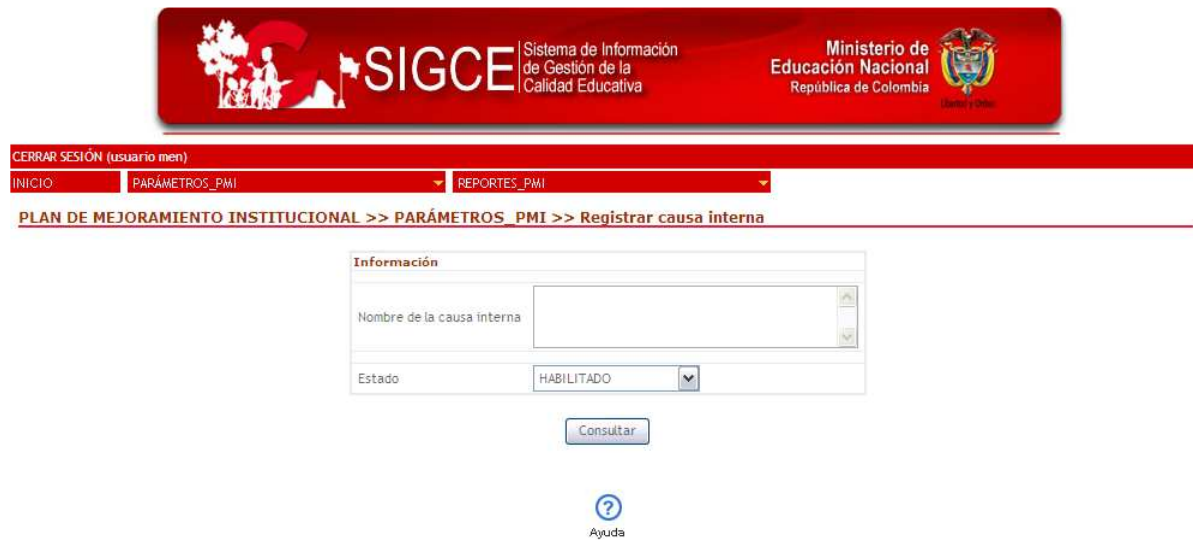 SIGCE
Sistema de Información
de Gestión de la
Calidad Educativa
Ministerio de
Educación Nacional
República de Colombia
Libertad y Orden
CERRAR SESIÓN (usuario men)
INICIO PARÁMETROS_PMI REPORTES_PMI
PLAN DE MEJORAMIENTO INSTITUCIONAL >> PARÁMETROS_PMI >> Registrar causa interna
Información
Nombre de la causa interna
Estado HABILITADO
Consultar
?
Ayuda